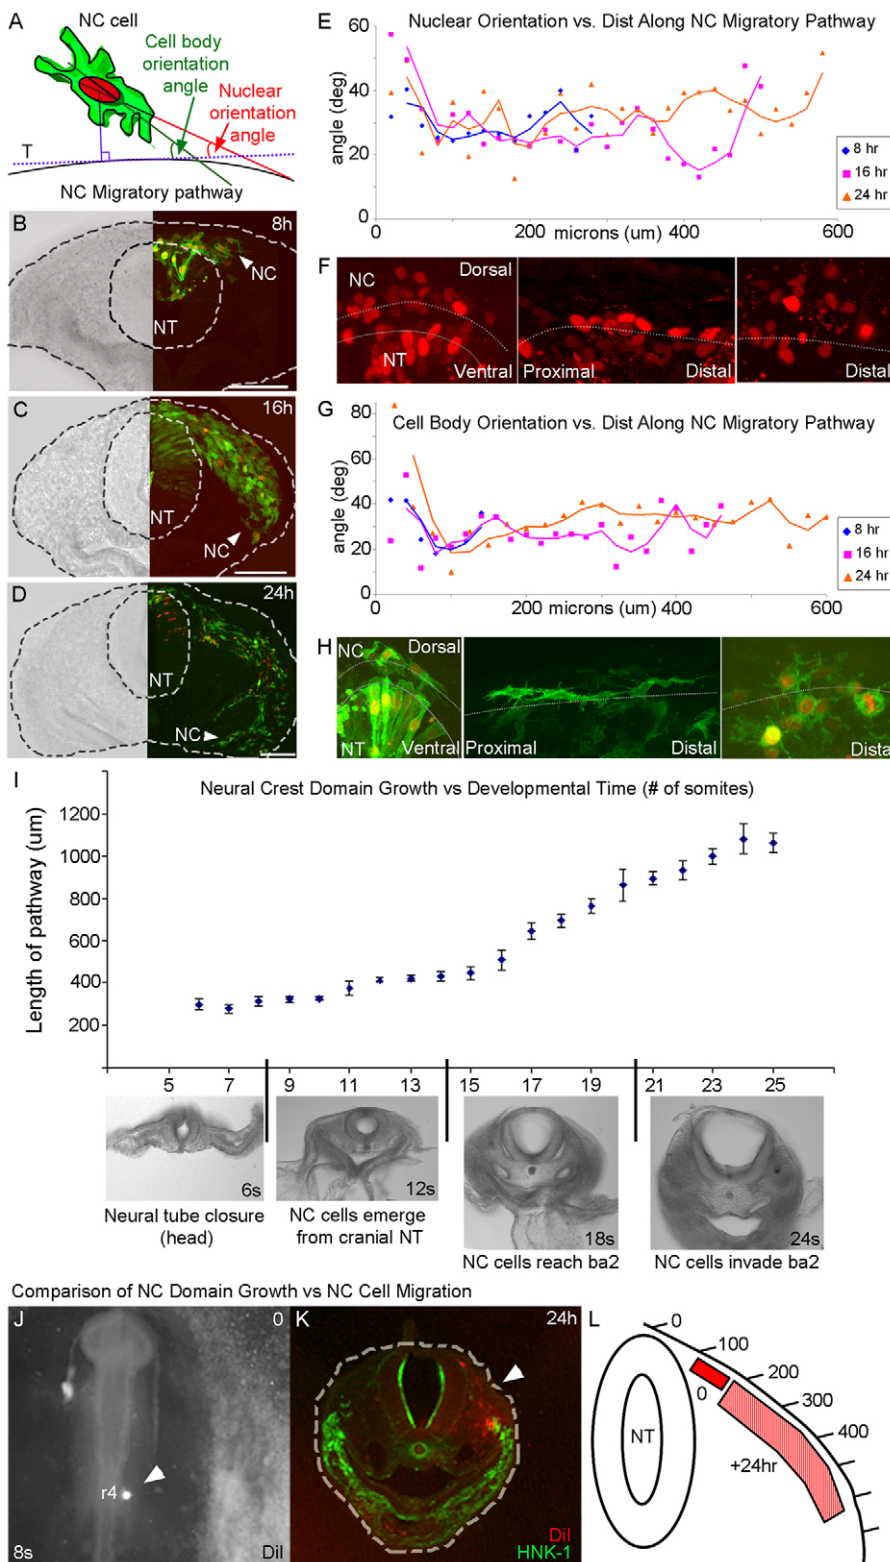 A
NC cell
Cell body
orientation
angle
Nuclear
orientation
angle
T
NC Migratory pathway
B
8h
NC
NT
C
16h
NT
NC
D
24h
NT
NC
E
Nuclear Orientation vs. Dist Along NC Migratory Pathway
angle (deg)
60
40
20
0
0
200
400
600
microns (um)
8 hr
16 hr
24 hr
F
NC
Dorsal
NT
Ventral
Proximal
Distal
Distal
G
Cell Body Orientation vs. Dist Along NC Migratory Pathway
angle (deg)
80
60
40
20
0
0
200
400
600
microns (um)
8 hr
16 hr
24 hr
H
NC
Dorsal
NT
Ventral
Proximal
Distal
Distal
I
Neural Crest Domain Growth vs Developmental Time (# of somites)
Length of pathway (um)
1200
1000
800
600
400
200
5 7 9 11 13 15 17 19 21 23 25
6s
12s
18s
24s
Neural tube closure
(head)
NC cells emerge
from cranial NT
NC cells reach ba2
NC cells invade ba2
Comparison of NC Domain Growth vs NC Cell Migration
J
0
r4
8s
DiI
K
24h
DiI
HNK-1
L
0
100
200
300
400
0
NT
+24hr